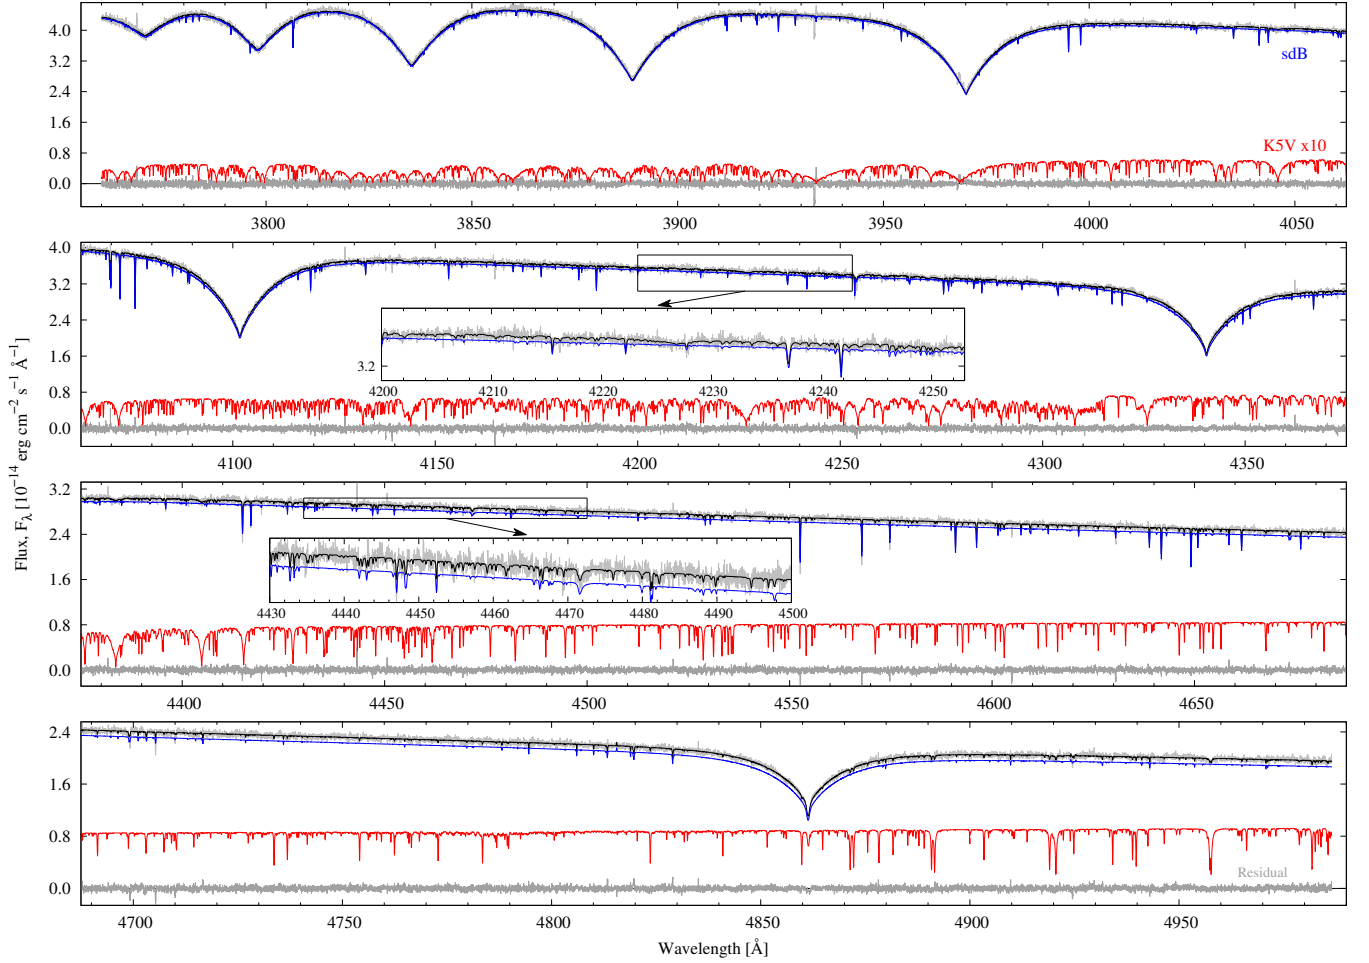 4.0
3.2
2.4
1.6
0.8
0.0
sdB
K5V x10
3800 3850 3900 3950 4000 4050
4.0
3.2
2.4
1.6
0.8
0.0
3.2
4200 4210 4220 4230 4240 4250
4100 4150 4200 4250 4300 4350
Flux, F_λ [10⁻¹⁴ erg cm⁻² s⁻¹ Å⁻¹]
3.2
2.4
1.6
0.8
0.0
4430 4440 4450 4460 4470 4480 4490 4500
4400 4450 4500 4550 4600 4650
2.4
1.6
0.8
0.0
Residual
4700 4750 4800 4850 4900 4950
Wavelength [Å]